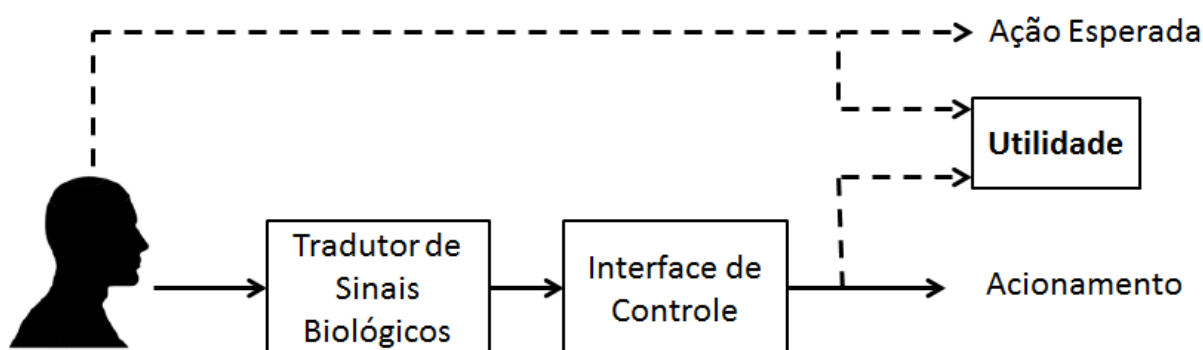 Ação Esperada
Utilidade
Tradutor de
Sinais
Biológicos
Interface de
Controle
Acionamento